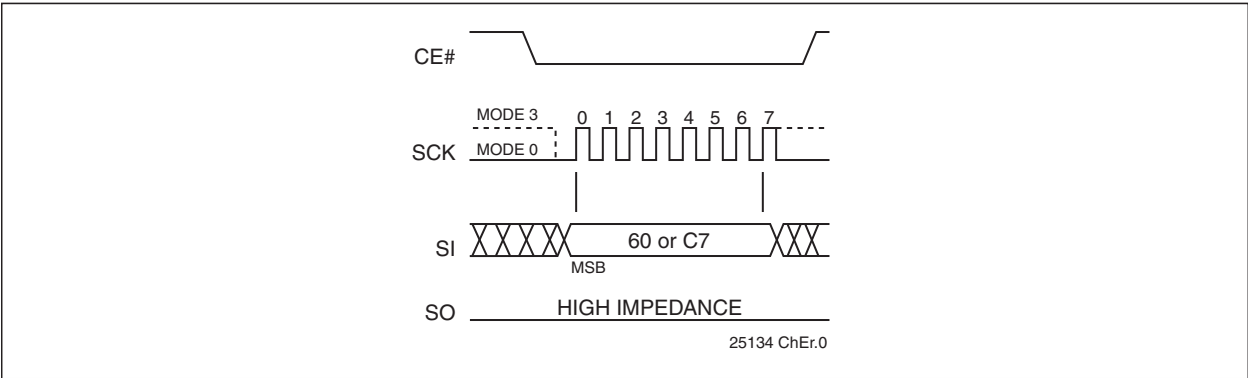 CE#
MODE 3
0 1 2 3 4 5 6 7
SCK
MODE 0
SI
60 or C7
MSB
SO
HIGH IMPEDANCE
25134 ChEr.0